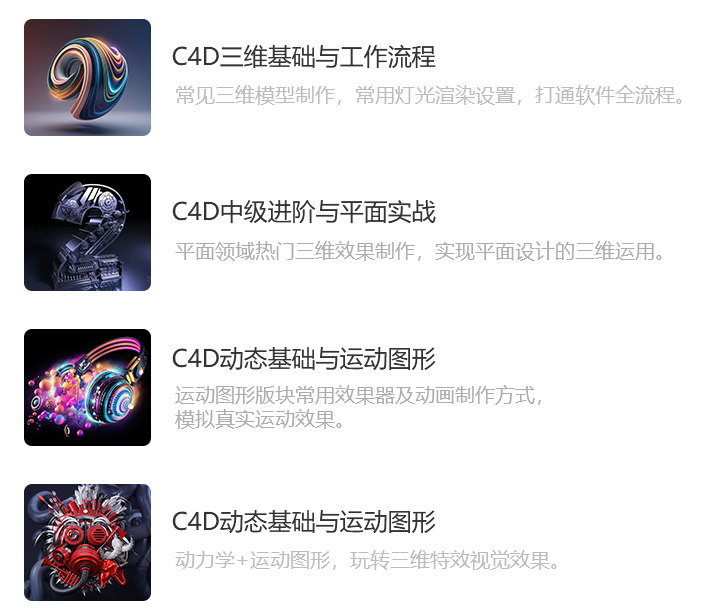 C4D三维基础与工作流程
常见三维模型制作，常用灯光渲染设置，打通软件全流程。
C4D中级进阶与平面实战
平面领域热门三维效果制作，实现平面设计的三维运用。
C4D动态基础与运动图形
运动图形版块常用效果器及动画制作方式，
模拟真实运动效果。
C4D动态基础与运动图形
动力学+运动图形，玩转三维特效视觉效果。